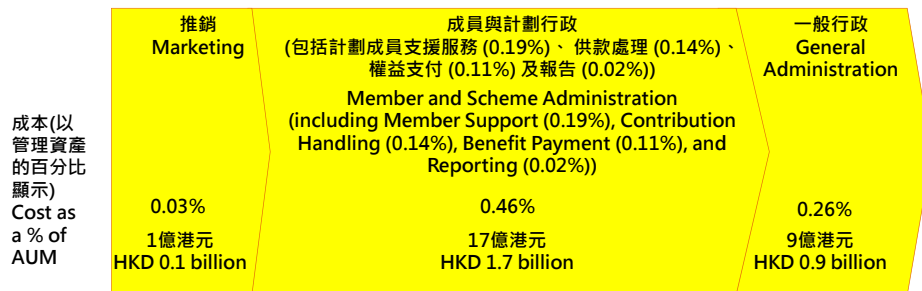 推銷
Marketing
成員與計劃行政
(包括計劃成員支援服務 (0.19%)、 供款處理 (0.14%)、
權益支付 (0.11%) 及報告 (0.02%))
Member and Scheme Administration
(including Member Support (0.19%), Contribution
Handling (0.14%), Benefit Payment (0.11%), and
Reporting (0.02%))
一般行政
General
Administration
成本(以
管理資產
的百分比
顯示)
Cost as
a % of
AUM
0.03%
1億港元
HKD 0.1 billion
0.46%
17億港元
HKD 1.7 billion
0.26%
9億港元
HKD 0.9 billion